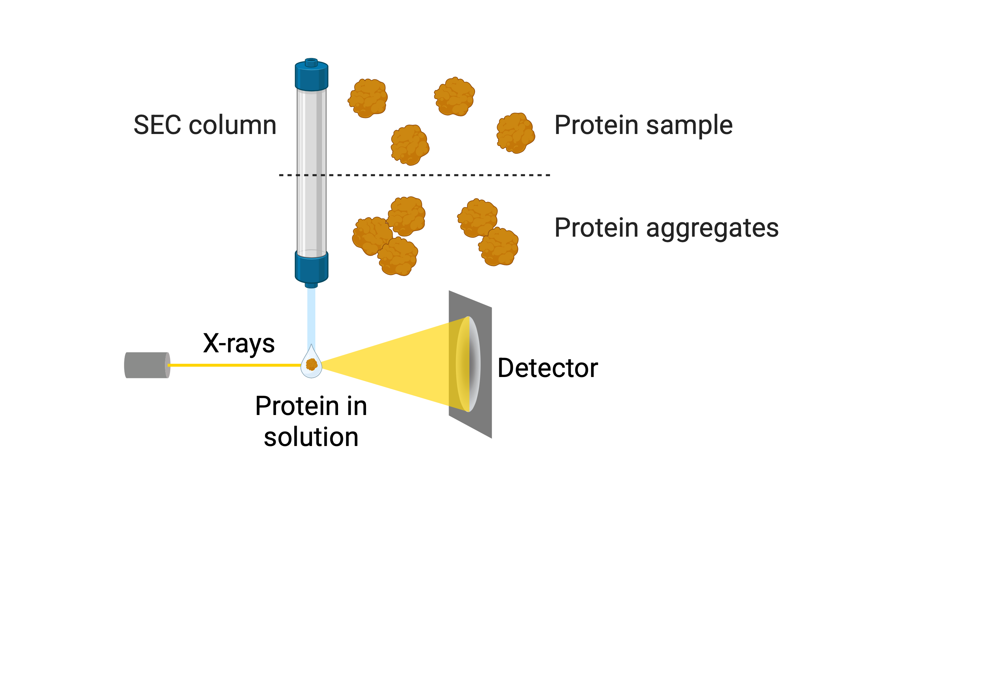 SEC column
Protein sample
Protein aggregates
X-rays
Detector
Protein in
solution